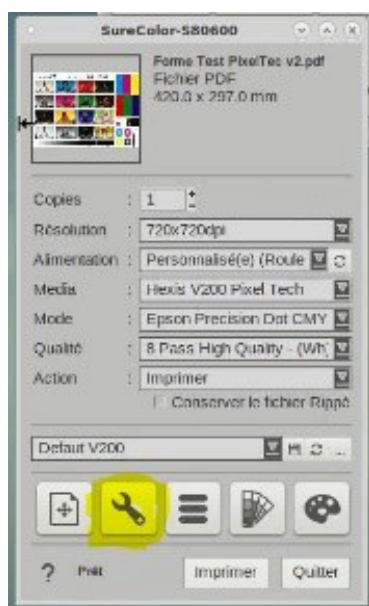 SureColor-S80600
Forme Test PixelTec v2.pdf
Fichier PDF
420.0 x 297.0 mm
Copies : 1
Résolution : 720x720dpi
Alimentation : Personnalisé(e) (Roule
Media : Hexis V200 Pixel Tech
Mode : Epson Precision Dot CMY
Qualité : 8 Pass High Quality - (Wh
Action : Imprimer
Conserver le fichier Rippé
Defaut V200
...
? Prêt Imprimer Quitter